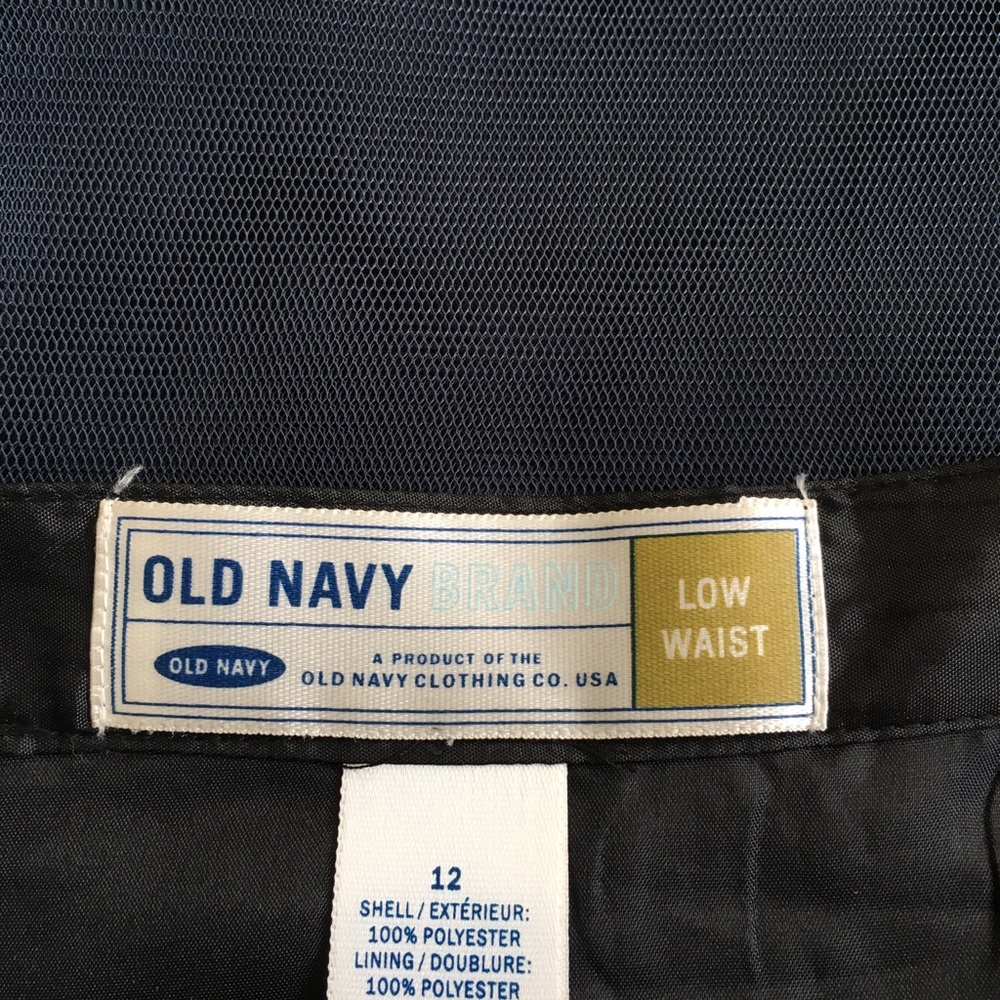 OLD NAVY BRAND
LOW
WAIST
OLD NAVY
A PRODUCT OF THE
OLD NAVY CLOTHING CO. USA
12
SHELL / EXTÉRIEUR:
100% POLYESTER
LINING / DOUBLURE:
100% POLYESTER